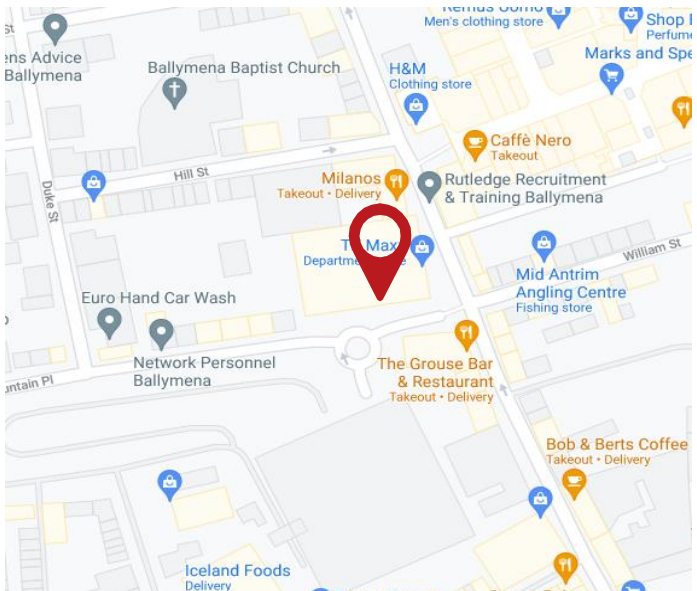 Men's clothing store
Shop
Perfume
ens Advice
Ballymena
Marks and Spe
Ballymena Baptist Church
H&M
Clothing store
Caffè Nero
Takeout
Hill St
Milanos
Takeout • Delivery
Rutledge Recruitment
& Training Ballymena
Duke St
Max
Departme
William St
Mid Antrim
Angling Centre
Fishing store
Euro Hand Car Wash
Network Personnel
Ballymena
The Grouse Bar
& Restaurant
Takeout • Delivery
untain Pl
Bob & Berts Coffee
Takeout • Delivery
Iceland Foods
Delivery